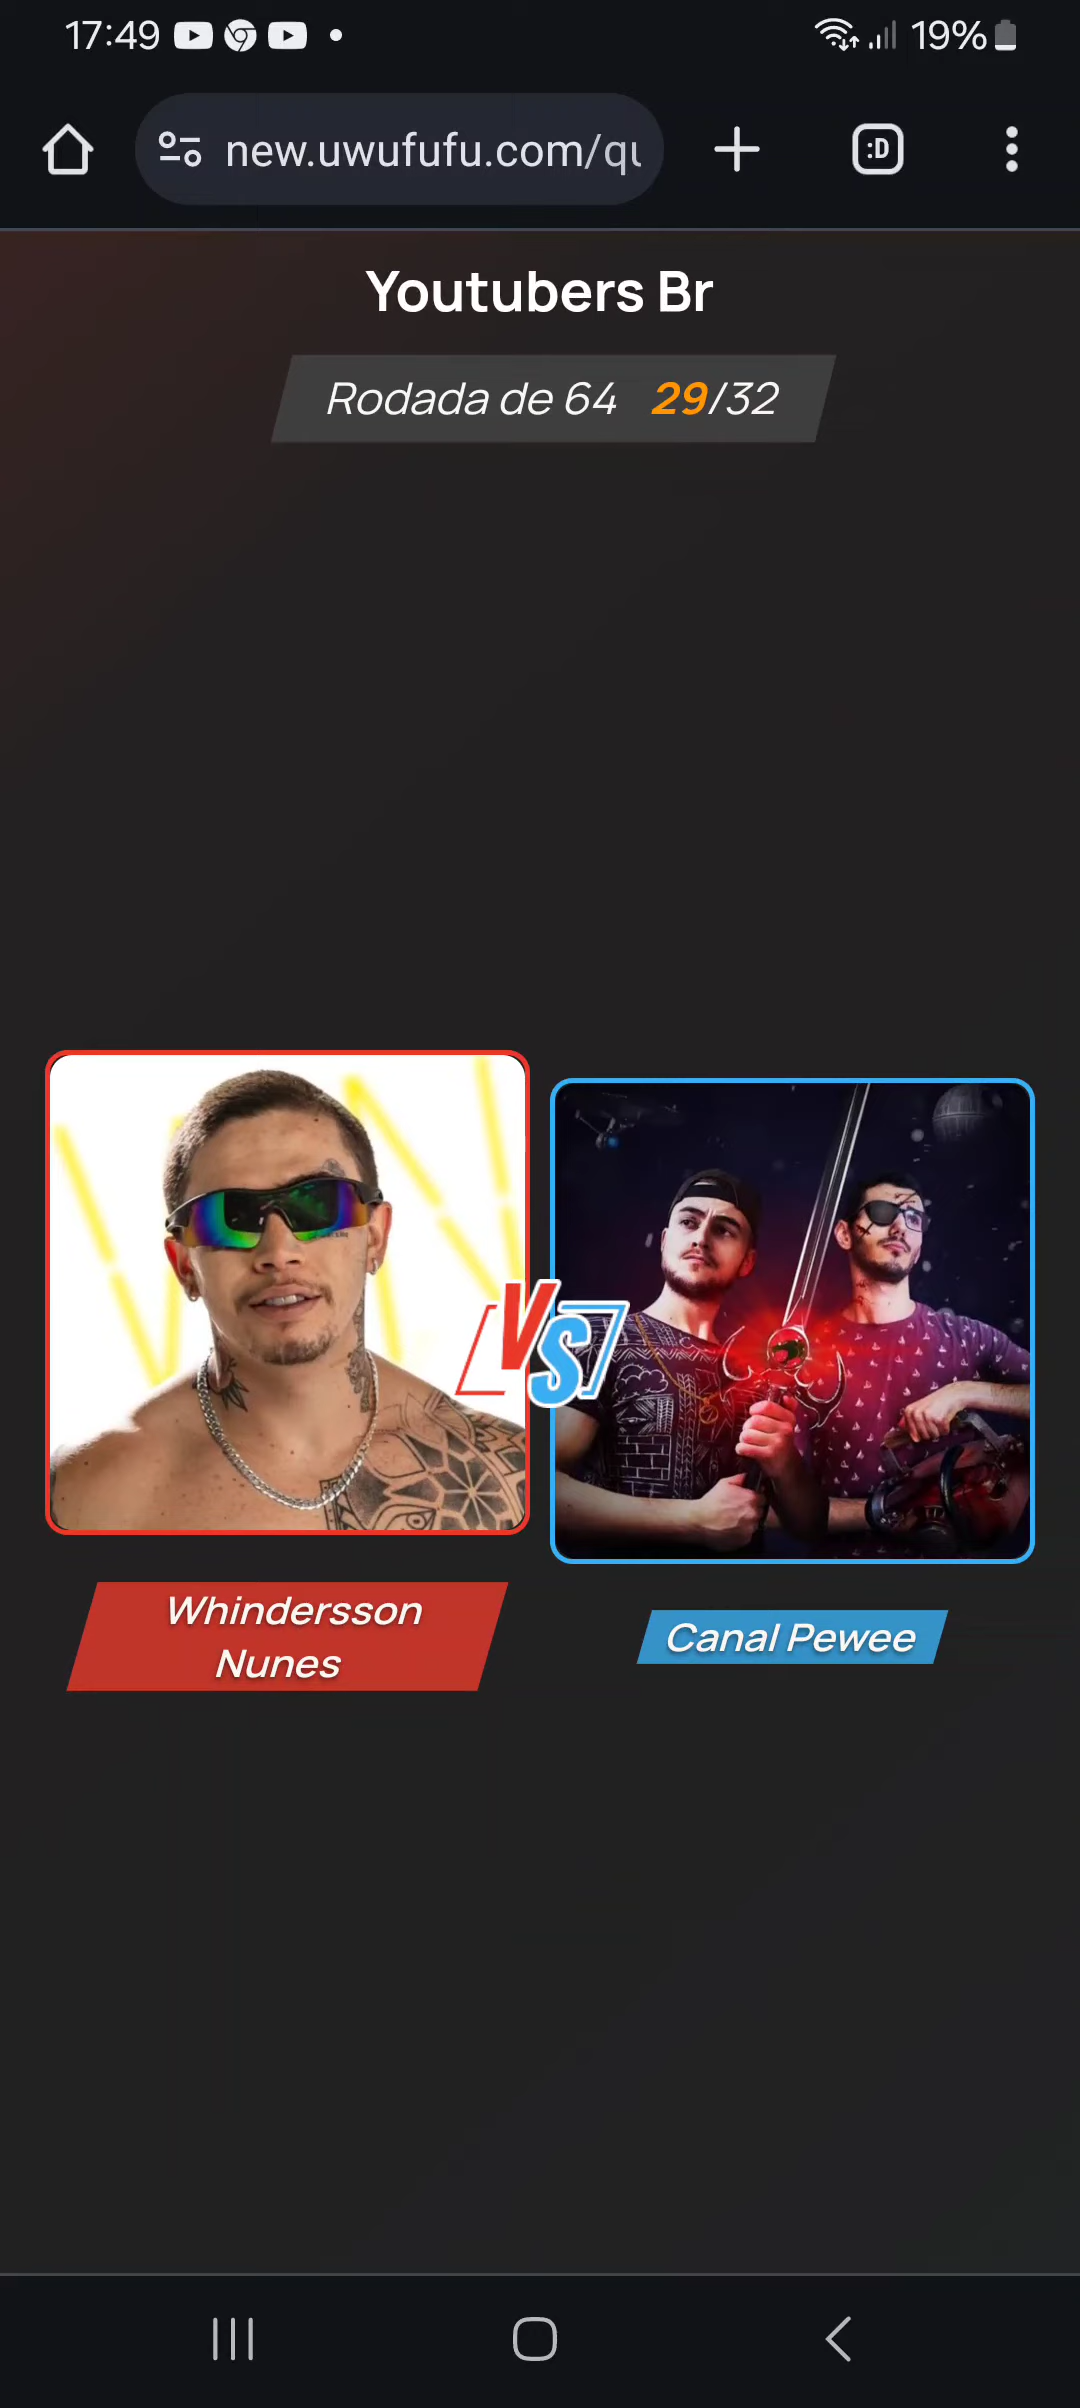 17:49
19%
new.uwufufu.com/qu
:D
Youtubers Br
Rodada de 64 29/32
VS
Whindersson
Nunes
Canal Pewee